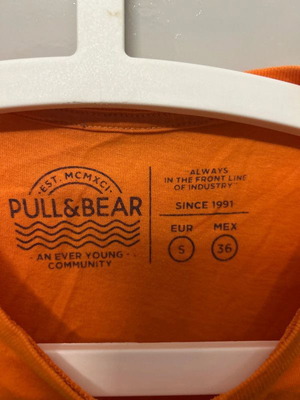 EST. MCMXCI
PULL&BEAR
- AN EVER YOUNG -
COMMUNITY
"ALWAYS
IN THE FRONT LINE
OF INDUSTRY"
SINCE 1991
EUR MEX
S 36